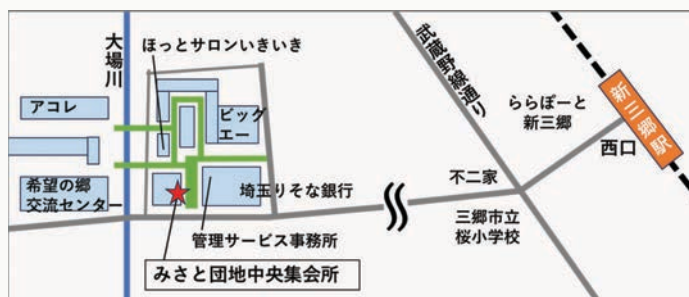 大場川
ほっとサロンいきいき
アコレ
ビッグ
エー
希望の郷
交流センター
埼玉りそな銀行
管理サービス事務所
みさと団地中央集会所
武蔵野線通り
ららぽーと
新三郷
新三郷駅
西口
不二家
三郷市立
桜小学校